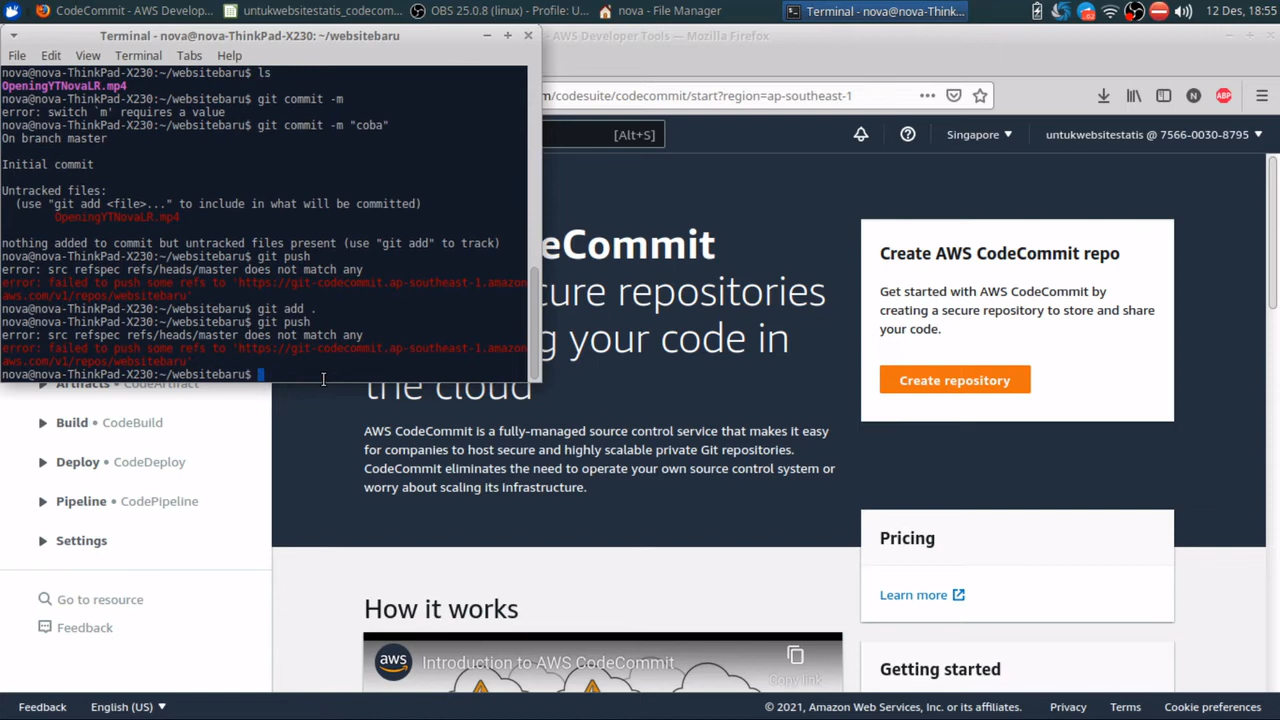 CodeCommit - AWS Develop...
untukwebsitestatis_codecom...
OBS 25.0.8 (linux) - Profile: U...
nova - File Manager
Terminal - nova@nova-Think...
12 Des, 18:55
Terminal - nova@nova-ThinkPad-X230: ~/websitebaru
- AWS Developer Tools — Mozilla Firefox
File Edit View Terminal Tabs Help
nova@nova-ThinkPad-X230:~/websitebaru$ ls
OpeningYTNovaLR.mp4
nova@nova-ThinkPad-X230:~/websitebaru$ git commit -m
error: switch `m' requires a value
nova@nova-ThinkPad-X230:~/websitebaru$ git commit -m "coba"
On branch master
Initial commit
Untracked files:
(use "git add <file>..." to include in what will be committed)
OpeningYTNovaLR.mp4
nothing added to commit but untracked files present (use "git add" to track)
nova@nova-ThinkPad-X230:~/websitebaru$ git push
error: src refspec refs/heads/master does not match any
error: failed to push some refs to 'https://git-codecommit.ap-southeast-1.amazon
aws.com/v1/repos/websitebaru'
nova@nova-ThinkPad-X230:~/websitebaru$ git add .
nova@nova-ThinkPad-X230:~/websitebaru$ git push
error: src refspec refs/heads/master does not match any
error: failed to push some refs to 'https://git-codecommit.ap-southeast-1.amazon
aws.com/v1/repos/websitebaru'
nova@nova-ThinkPad-X230:~/websitebaru$
om/codesuite/codecommit/start?region=ap-southeast-1
N
ABP
[Alt+S]
Singapore
untukwebsitestatis @ 7566-0030-8795
eCommit
cure repositories
g your code in
the cloud
AWS CodeCommit is a fully-managed source control service that makes it easy
for companies to host secure and highly scalable private Git repositories.
CodeCommit eliminates the need to operate your own source control system or
worry about scaling its infrastructure.
Create AWS CodeCommit repo
Get started with AWS CodeCommit by
creating a secure repository to store and share
your code.
Create repository
Artifacts • CodeArtifact
Build • CodeBuild
Deploy • CodeDeploy
Pipeline • CodePipeline
Settings
Go to resource
Feedback
Pricing
Learn more
How it works
aws
Introduction to AWS CodeCommit
Copy link
Getting started
Feedback
English (US)
© 2021, Amazon Web Services, Inc. or its affiliates.
Privacy
Terms
Cookie preferences